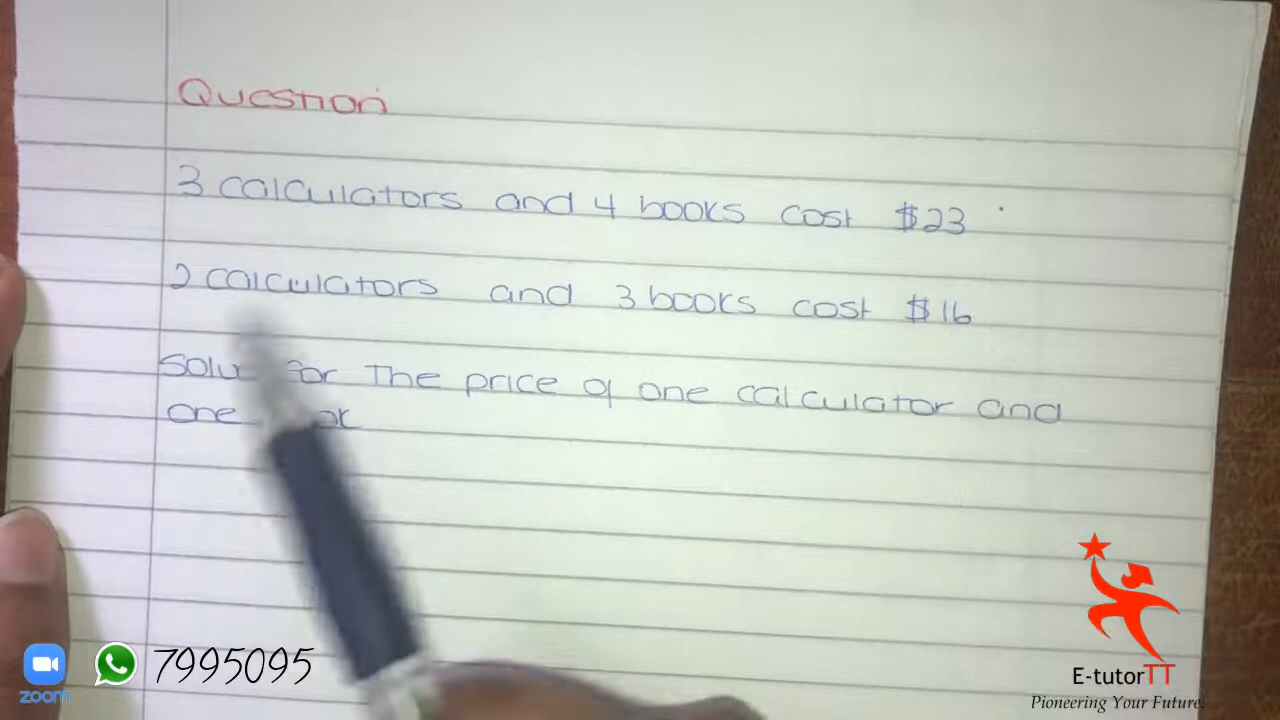 Question
3 calculators and 4 books cost $23
2 calculators and 3 books cost $16
for The price of one calculator and
one
7995095
zoom
E-tutorTT
Pioneering Your Future.